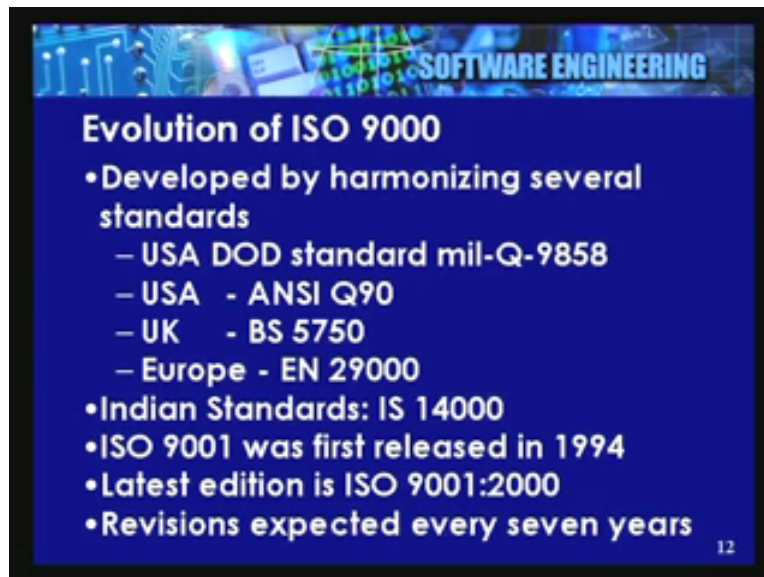 SOFTWARE ENGINEERING
Evolution of ISO 9000
•Developed by harmonizing several
standards
– USA DOD standard mil-Q-9858
– USA - ANSI Q90
– UK - BS 5750
– Europe - EN 29000
•Indian Standards: IS 14000
•ISO 9001 was first released in 1994
•Latest edition is ISO 9001:2000
•Revisions expected every seven years
12